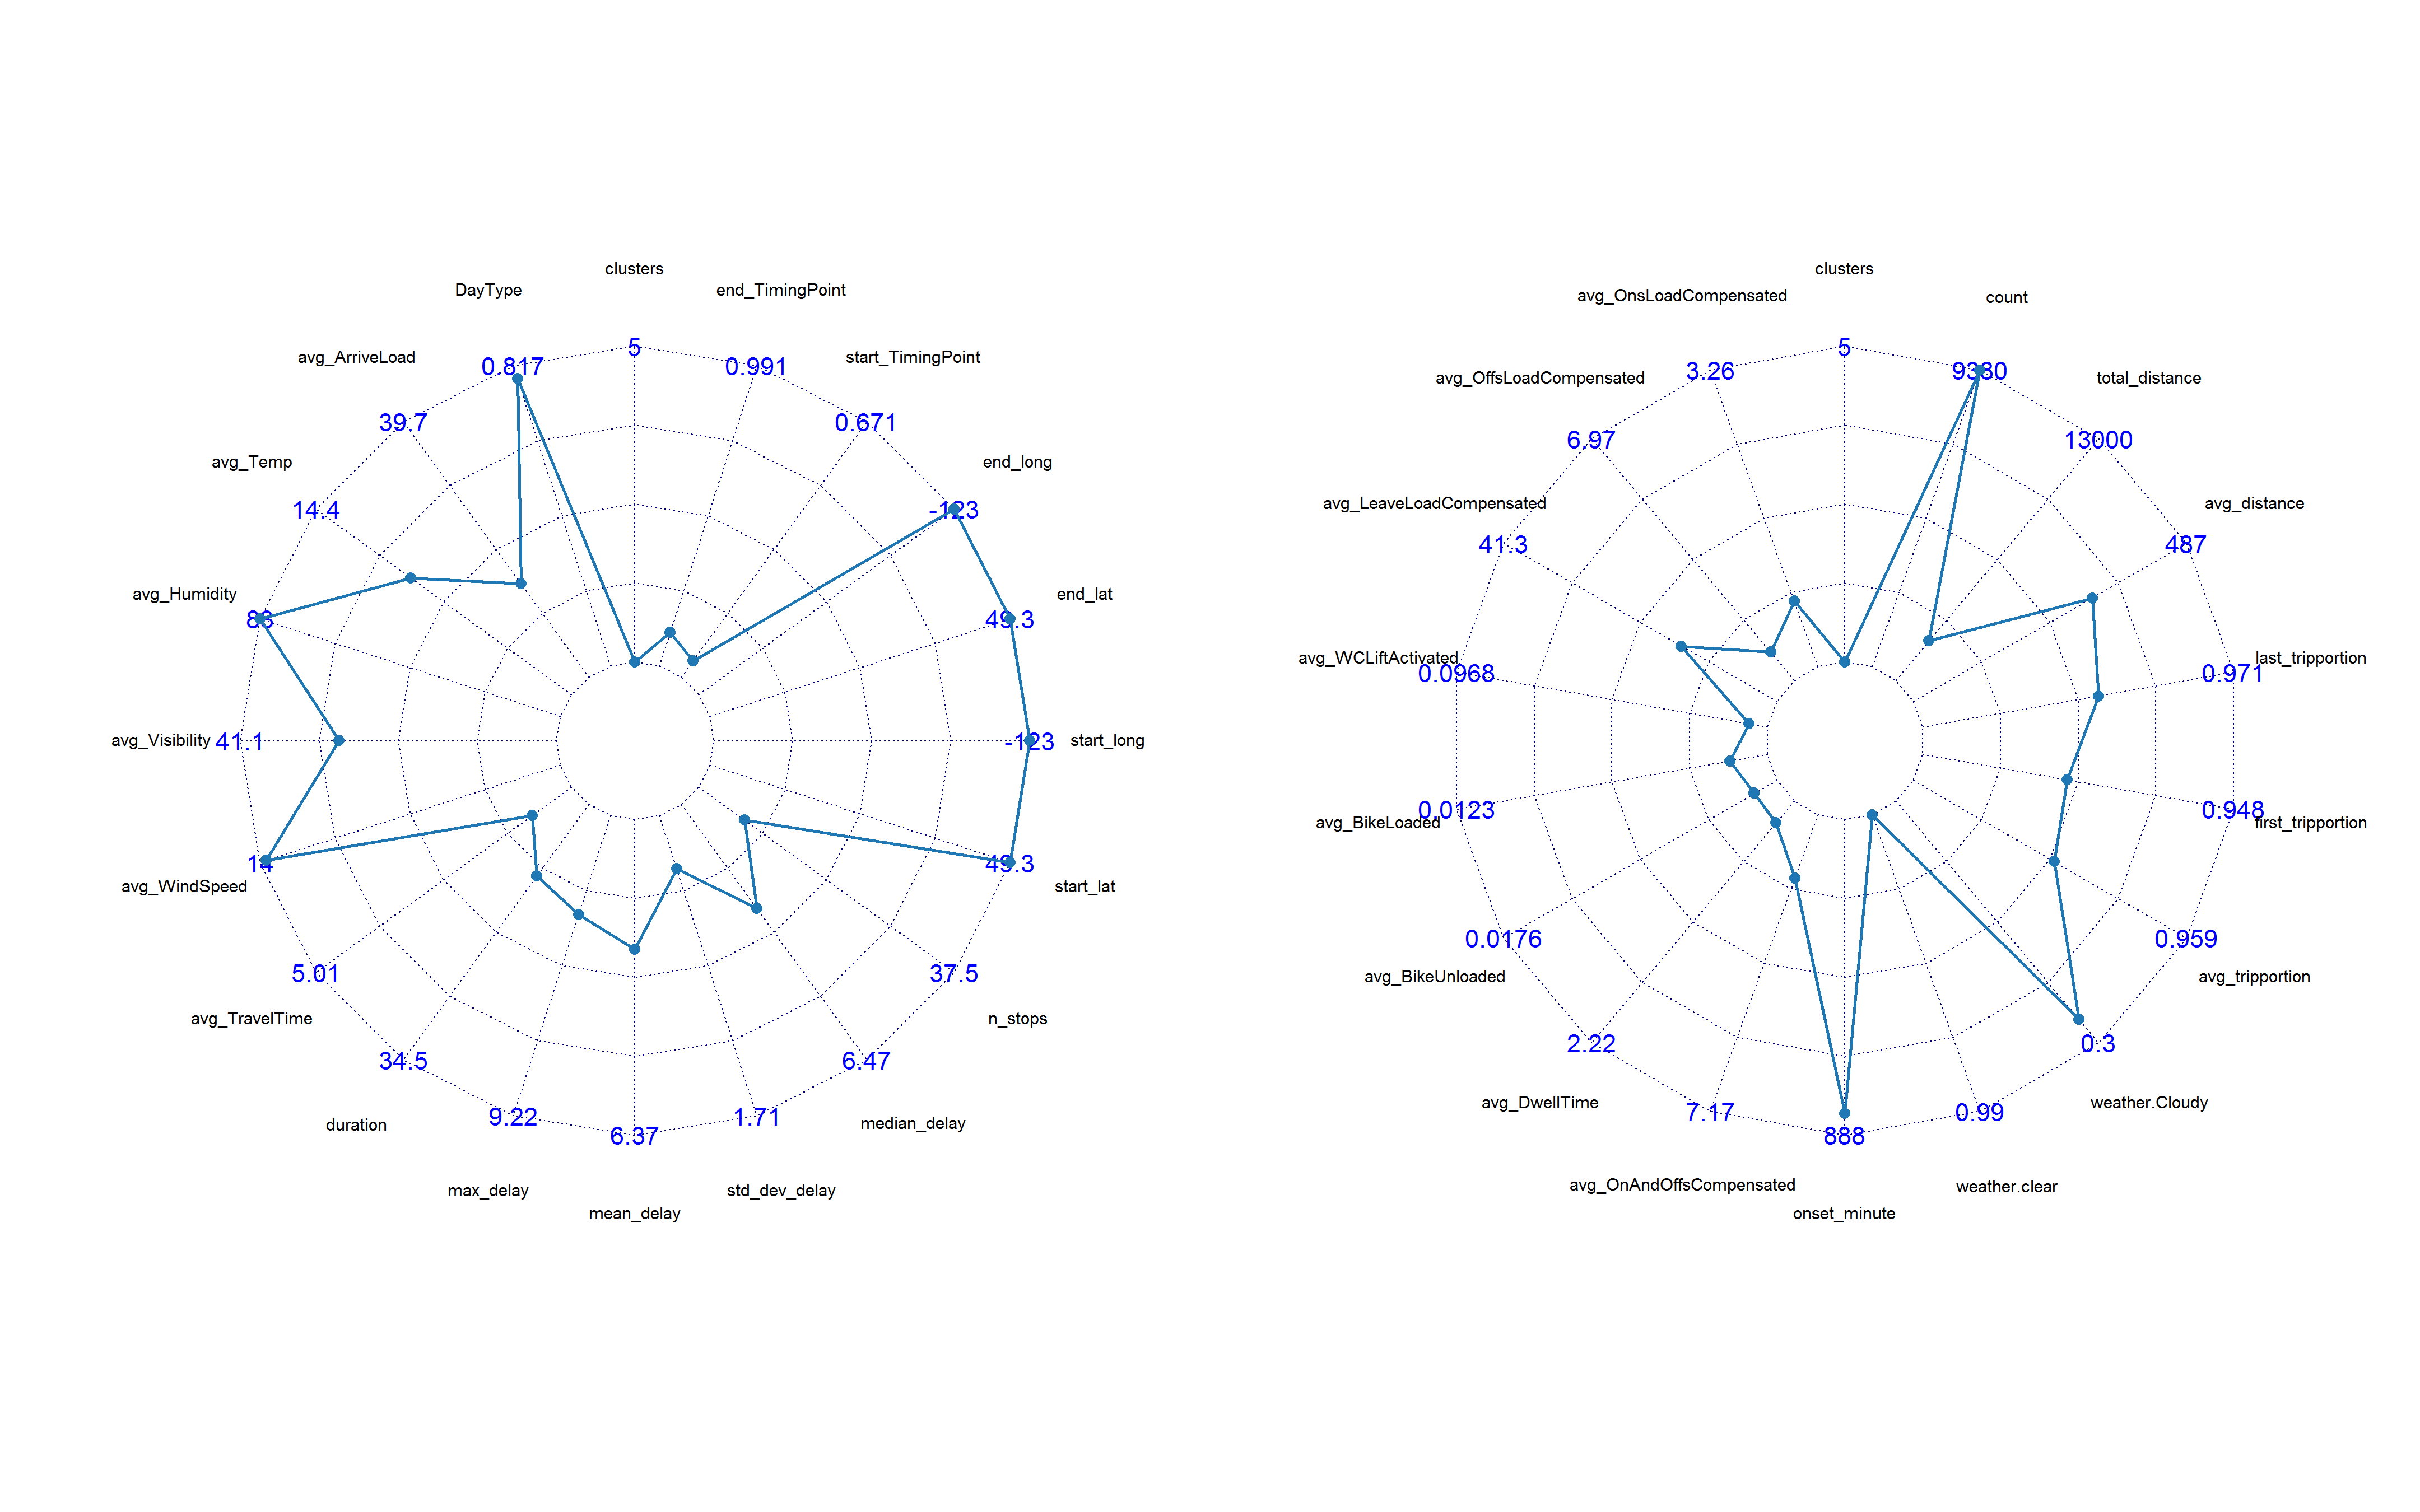 clusters
DayType
end_TimingPoint
avg_ArriveLoad
start_TimingPoint
5
0.817
0.991
39.7
0.671
avg_Temp
end_long
14.4
-123
avg_Humidity
end_lat
88
49.3
avg_Visibility
41.1
-123
start_long
14
49.3
avg_WindSpeed
start_lat
5.01
37.5
avg_TravelTime
n_stops
34.5
6.47
duration
median_delay
9.22
1.71
6.37
max_delay
std_dev_delay
mean_delay
clusters
avg_OnsLoadCompensated
count
5
3.26
9380
avg_OffsLoadCompensated
total_distance
6.97
13000
avg_LeaveLoadCompensated
avg_distance
41.3
487
avg_WCLiftActivated
last_tripportion
0.0968
0.971
0.0123
0.948
avg_BikeLoaded
first_tripportion
0.0176
0.959
avg_BikeUnloaded
avg_tripportion
2.22
0.3
avg_DwellTime
weather.Cloudy
7.17
0.99
888
avg_OnAndOffsCompensated
weather.clear
onset_minute